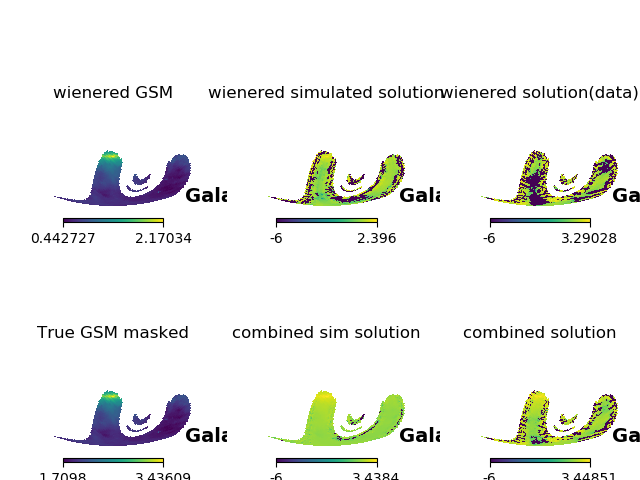 wienered GSM
wienered simulated solution
wienered solution(data)
Gala
Gala
Ga
0.442727 2.17034
-6 2.396
-6 3.29028
True GSM masked
combined sim solution
combined solution
Gala
Gala
Ga
1.7098 3.43609
-6 3.4384
-6 3.44851